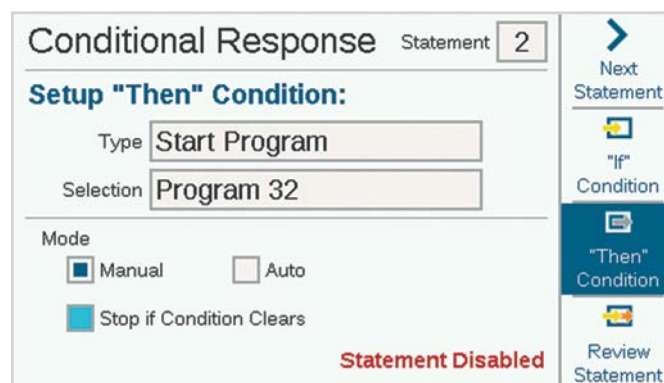 Conditional Response Statement 2
Setup "Then" Condition:
Type Start Program
Selection Program 32
Mode
Manual Auto
Stop if Condition Clears
Statement Disabled
Next
Statement
"If"
Condition
"Then"
Condition
Review
Statement